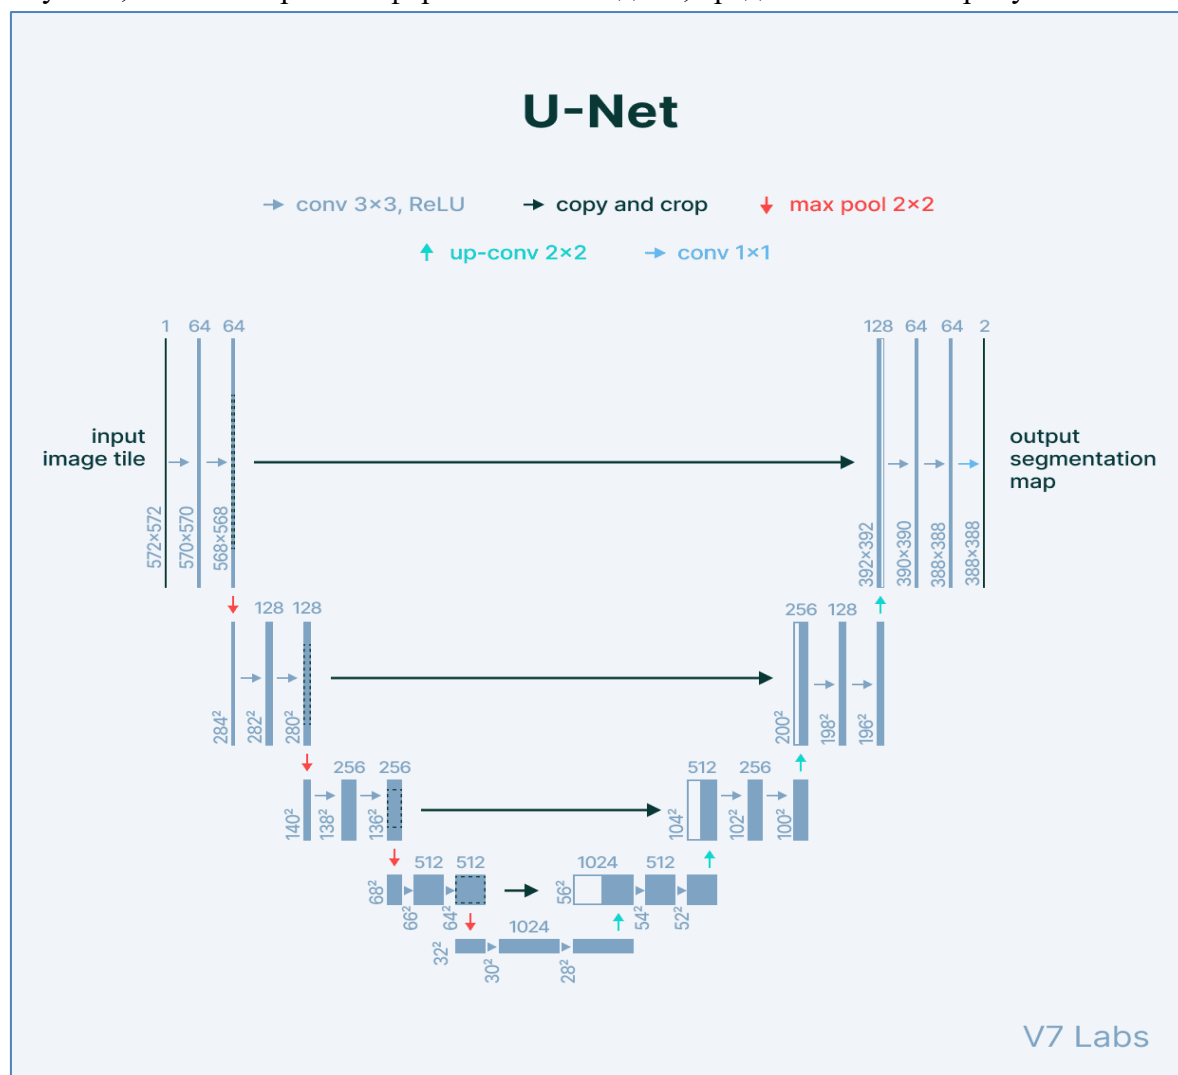 U-Net
conv 3×3, ReLU
copy and crop
max pool 2×2
up-conv 2×2
conv 1×1
1 64 64
128 64 64 2
input
image tile
output
segmentation
map
572×572
570×570
568×568
392×392
390×390
388×388
388×388
128 128
256 128
284²
282²
280²
200²
198²
196²
256 256
512 256
140²
138²
136²
104²
102²
100²
512 512
1024 512
68²
66²
64²
56²
54²
52²
1024
32²
30²
28²
V7 Labs